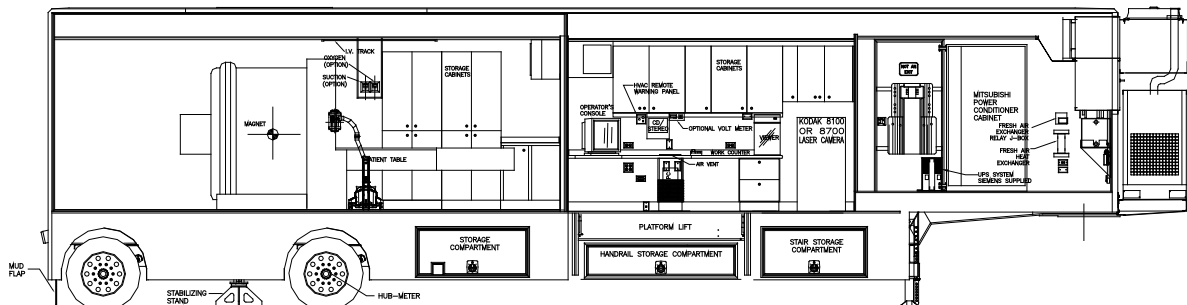 I.V. TRACK
OXYGEN
(OPTION)
SUCTION
(OPTION)
STORAGE
CABINETS
MAGNET
PATIENT TABLE
HVAC REMOTE
WARNING PANEL
OPERATOR'S
CONSOLE
CD/
STEREO
OPTIONAL VOLT METER
STORAGE
CABINETS
VIEWER
WORK COUNTER
AIR VENT
KODAK 8100
OR 8700
LASER CAMERA
NOT AN
EXIT
MITSUBISHI
POWER
CONDITIONER
CABINET
FRESH AIR
EXCHANGER
RELAY J-BOX
FRESH AIR
HEAT
EXCHANGER
UPS SYSTEM
SIEMENS SUPPLIED
STORAGE
COMPARTMENT
PLATFORM LIFT
HANDRAIL STORAGE COMPARTMENT
STAIR STORAGE
COMPARTMENT
MUD
FLAP
STABILIZING
STAND
HUB-METER